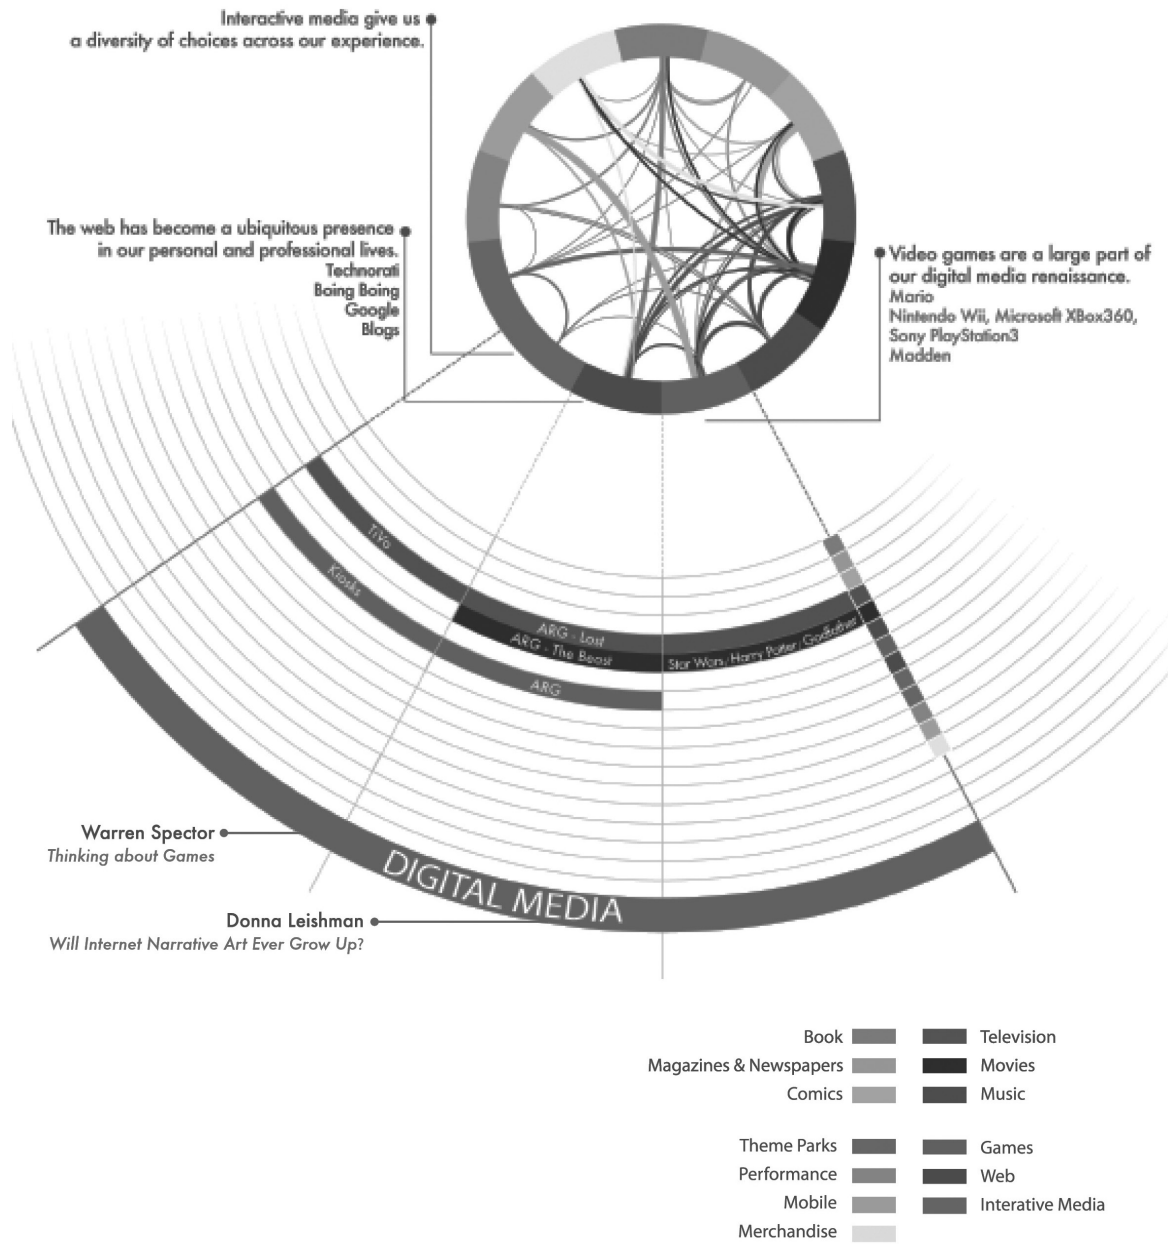 Interactive media give us
a diversity of choices across our experience.
The web has become a ubiquitous presence
in our personal and professional lives.
Technorati
Boing Boing
Google
Blogs
Video games are a large part of
our digital media renaissance.
Mario
Nintendo Wii, Microsoft XBox360,
Sony PlayStation3
Madden
TiVo
Kiosks
ARG - Lost
ARG - The Beast
Star Wars, Harry Potter, Godfather
ARG
Warren Spector
Thinking about Games
DIGITAL MEDIA
Donna Leishman
Will Internet Narrative Art Ever Grow Up?
Book
Television
Magazines & Newspapers
Movies
Comics
Music
Theme Parks
Games
Performance
Web
Mobile
Interative Media
Merchandise